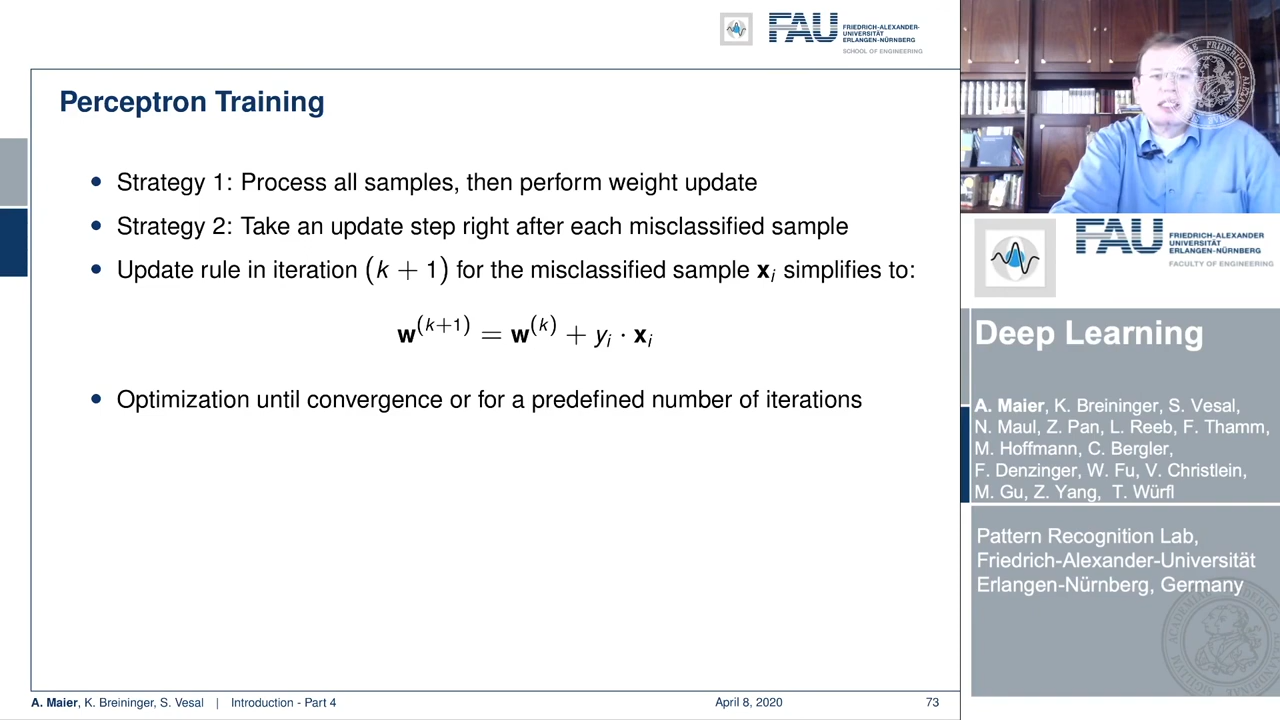 FAU
FRIEDRICH-ALEXANDER-
UNIVERSITÄT
ERLANGEN-NÜRNBERG
SCHOOL OF ENGINEERING
Perceptron Training
• Strategy 1: Process all samples, then perform weight update
• Strategy 2: Take an update step right after each misclassified sample
• Update rule in iteration (k + 1) for the misclassified sample xᵢ simplifies to:
w⁽ᵏ⁺¹⁾ = w⁽ᵏ⁾ + yᵢ · xᵢ
• Optimization until convergence or for a predefined number of iterations
A. Maier, K. Breininger, S. Vesal | Introduction - Part 4 April 8, 2020 73
FAU
FRIEDRICH-ALEXANDER
UNIVERSITÄT
ERLANGEN-NÜRNBERG
FACULTY OF ENGINEERING
Deep Learning
A. Maier, K. Breininger, S. Vesal,
N. Maul, Z. Pan, L. Reeb, F. Thamm,
M. Hoffmann, C. Bergler,
F. Denzinger, W. Fu, V. Christlein,
M. Gu, Z. Yang, T. Würfl
Pattern Recognition Lab,
Friedrich-Alexander-Universität
Erlangen-Nürnberg, Germany